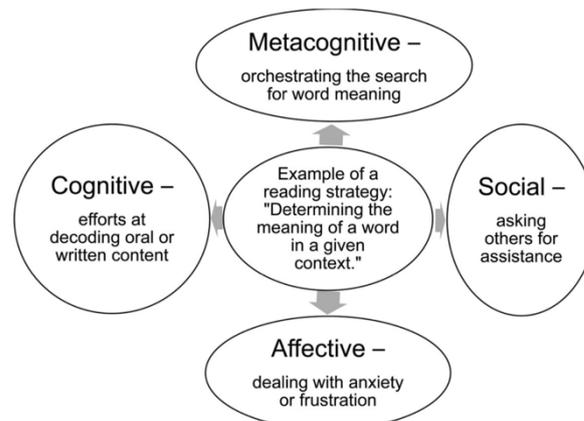 Metacognitive –
orchestrating the search
for word meaning
Cognitive –
efforts at
decoding oral or
written content
Example of a
reading strategy:
"Determining the
meaning of a word
in a given
context."
Social –
asking
others for
assistance
Affective –
dealing with anxiety
or frustration